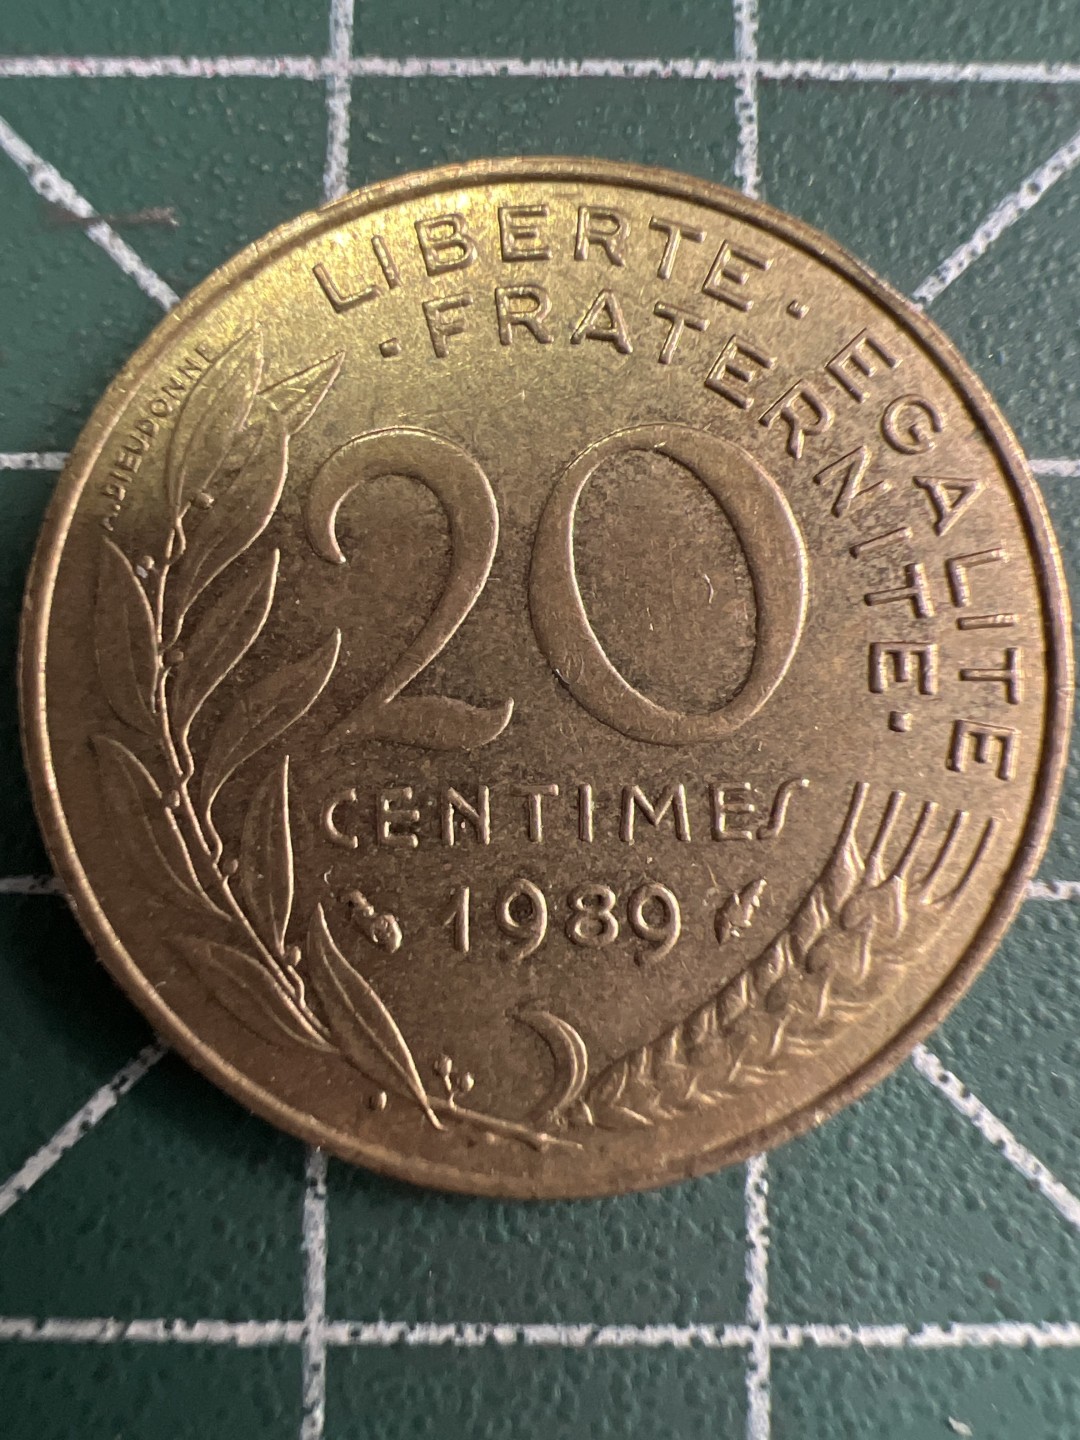 LIBERTE · EGALITE
· FRATERNITE ·
A.DIEUDONNE
20
CENTIMES
1989